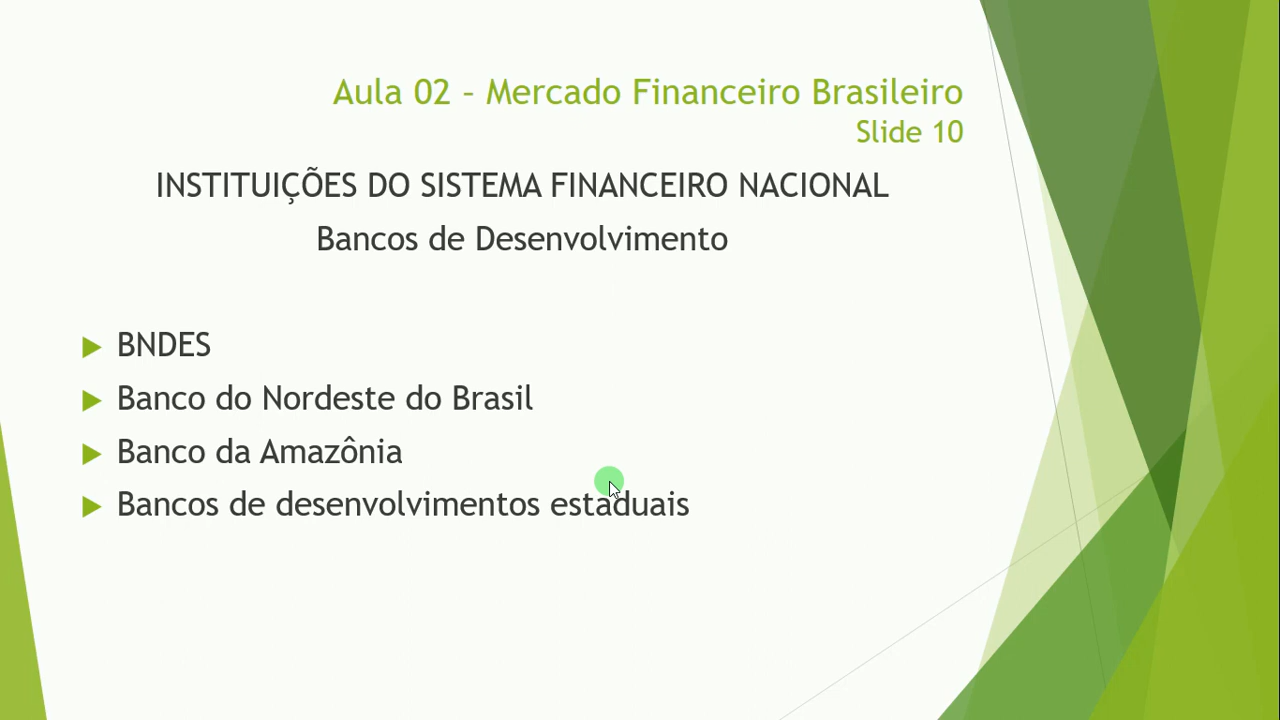 Aula 02 – Mercado Financeiro Brasileiro
Slide 10
INSTITUIÇÕES DO SISTEMA FINANCEIRO NACIONAL
Bancos de Desenvolvimento
BNDES
Banco do Nordeste do Brasil
Banco da Amazônia
Bancos de desenvolvimentos estaduais